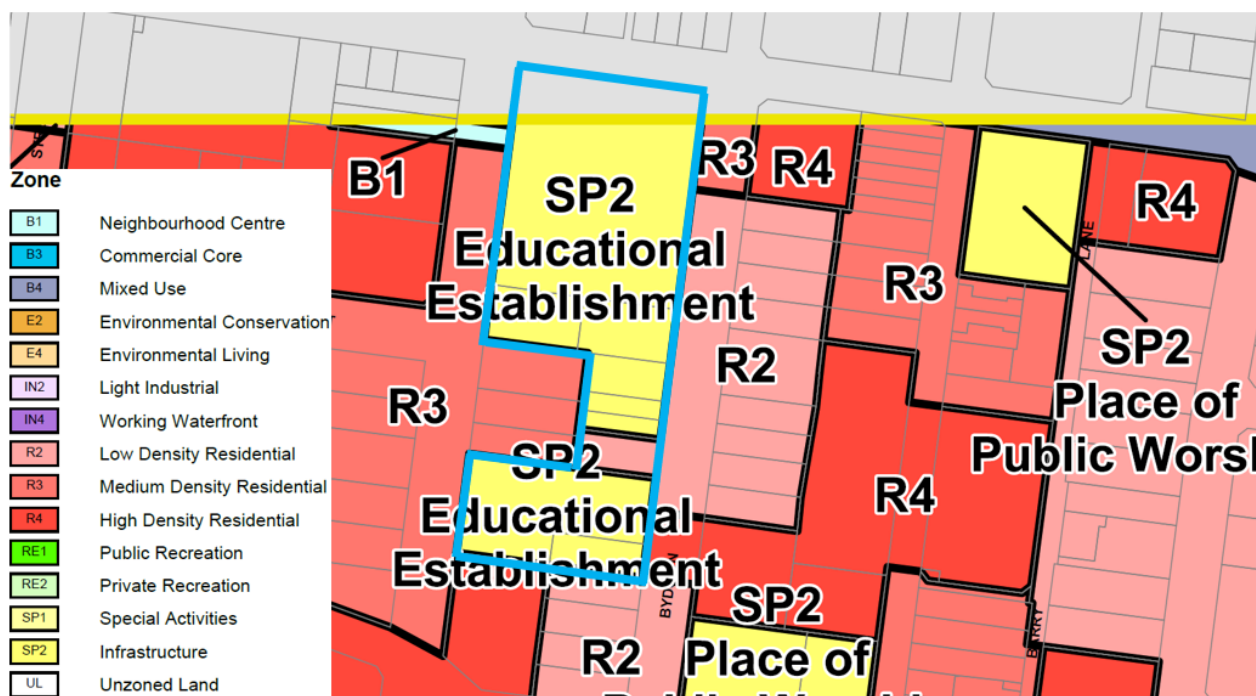 Zone
B1 Neighbourhood Centre
B3 Commercial Core
B4 Mixed Use
E2 Environmental Conservation
E4 Environmental Living
IN2 Light Industrial
IN4 Working Waterfront
R2 Low Density Residential
R3 Medium Density Residential
R4 High Density Residential
RE1 Public Recreation
RE2 Private Recreation
SP1 Special Activities
SP2 Infrastructure
UL Unzoned Land
B1
SP2
Educational
Establishment
R3
R4
R4
LANE
R3
R2
SP2
Place of
Public Wors
R3
SP2
Educational
Establishment
R4
R2
SP2
Place of
BARRY